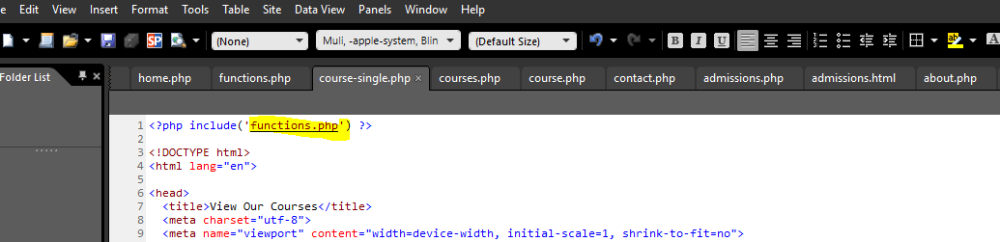 e Edit View Insert Format Tools Table Site Data View Panels Window Help
SP (None) Muli, -apple-system, Blin (Default Size) B I U ab A
Folder List home.php functions.php course-single.php × courses.php course.php contact.php admissions.php admissions.html about.php
1 <?php include('functions.php') ?>
2
3 <!DOCTYPE html>
4 <html lang="en">
5
6 <head>
7 <title>View Our Courses</title>
8 <meta charset="utf-8">
9 <meta name="viewport" content="width=device-width, initial-scale=1, shrink-to-fit=no">